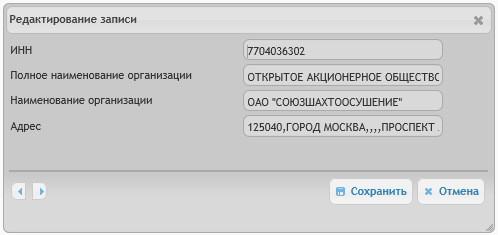 Редактирование записи
ИНН 7704036302
Полное наименование организации ОТКРЫТОЕ АКЦИОНЕРНОЕ ОБЩЕСТВО
Наименование организации ОАО "СОЮЗШАХТООСУШЕНИЕ"
Адрес 125040,ГОРОД МОСКВА,,,,ПРОСПЕКТ
Сохранить Отмена